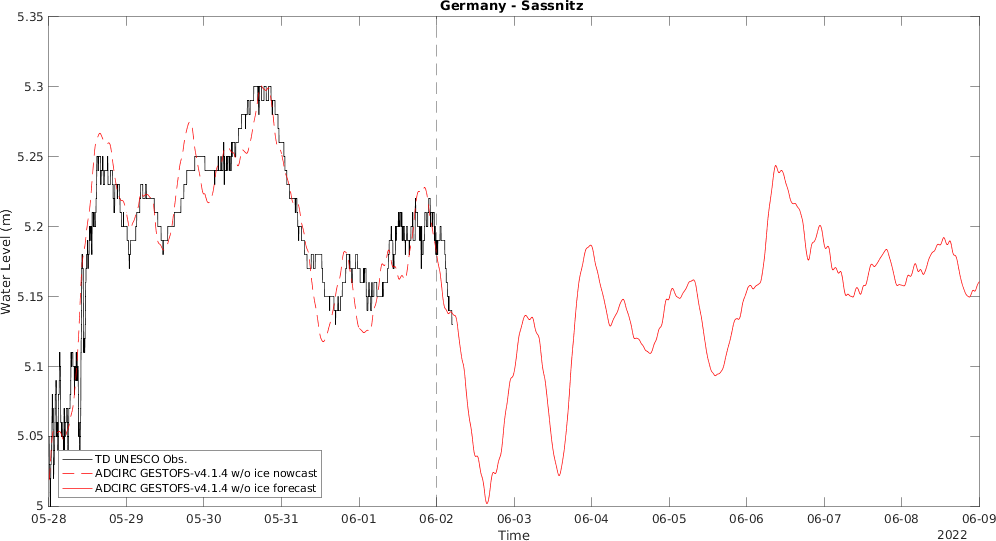 Germany - Sassnitz
5.35
5.3
5.25
5.2
5.15
5.1
5.05
5
Water Level (m)
TD UNESCO Obs.
ADCIRC GESTOFS-v4.1.4 w/o ice nowcast
ADCIRC GESTOFS-v4.1.4 w/o ice forecast
05-28 05-29 05-30 05-31 06-01 06-02 06-03 06-04 06-05 06-06 06-07 06-08 06-09
Time
2022